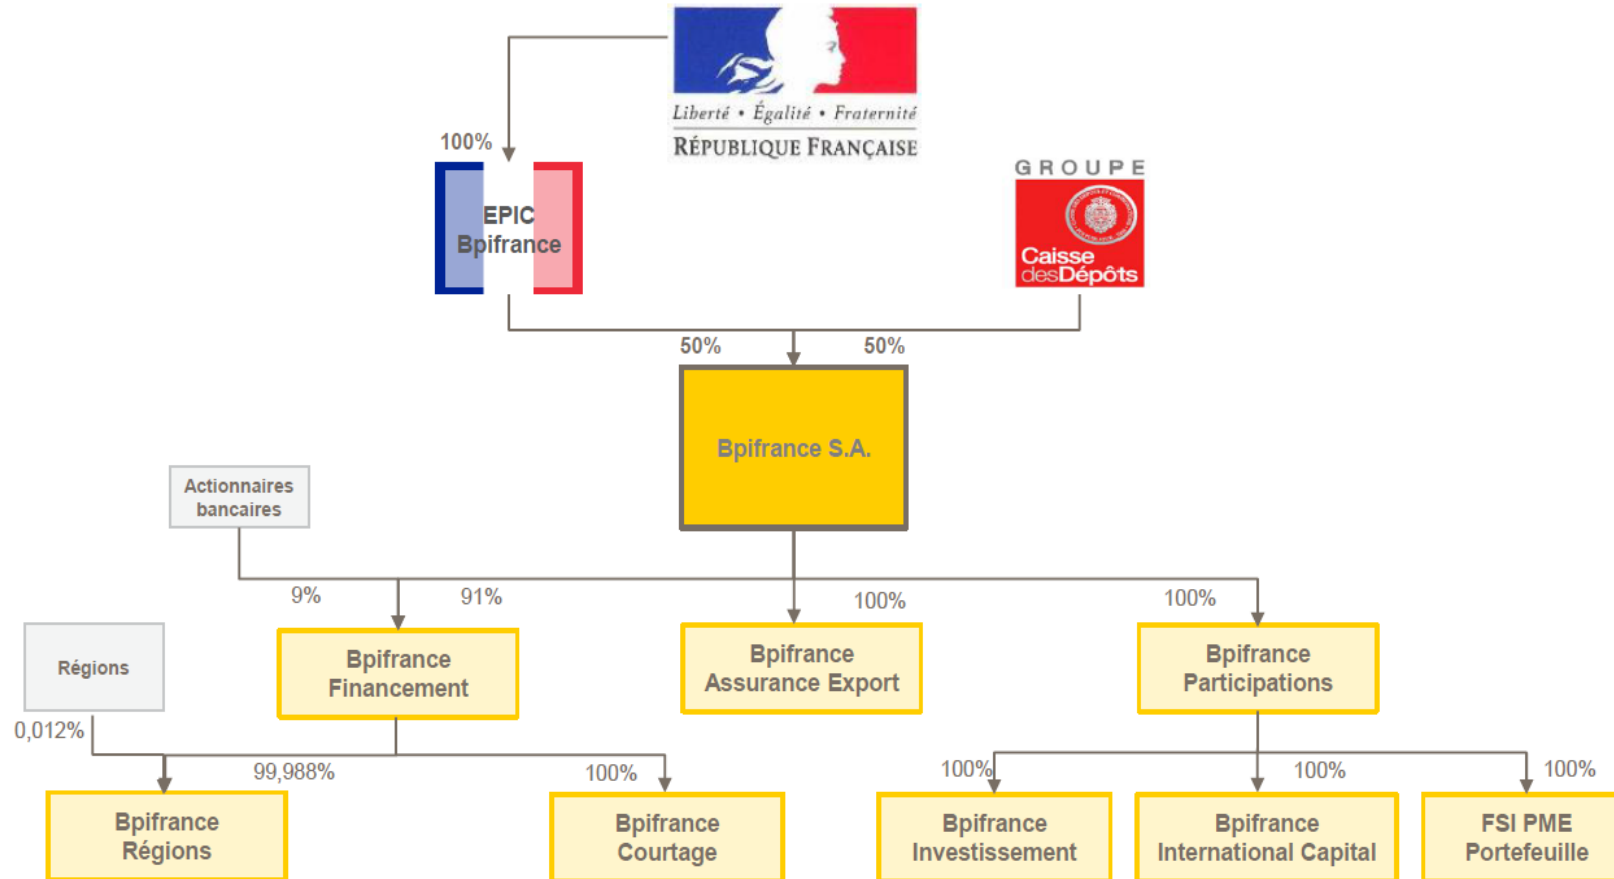 Liberté • Égalité • Fraternité
RÉPUBLIQUE FRANÇAISE
100%
EPIC
Bpifrance
GROUPE
Caisse
desDépôts
50%
50%
Bpifrance S.A.
Actionnaires
bancaires
9%
91%
100%
100%
Régions
Bpifrance
Financement
Bpifrance
Assurance Export
Bpifrance
Participations
0,012%
99,988%
100%
100%
100%
100%
Bpifrance
Régions
Bpifrance
Courtage
Bpifrance
Investissement
Bpifrance
International Capital
FSI PME
Portefeuille